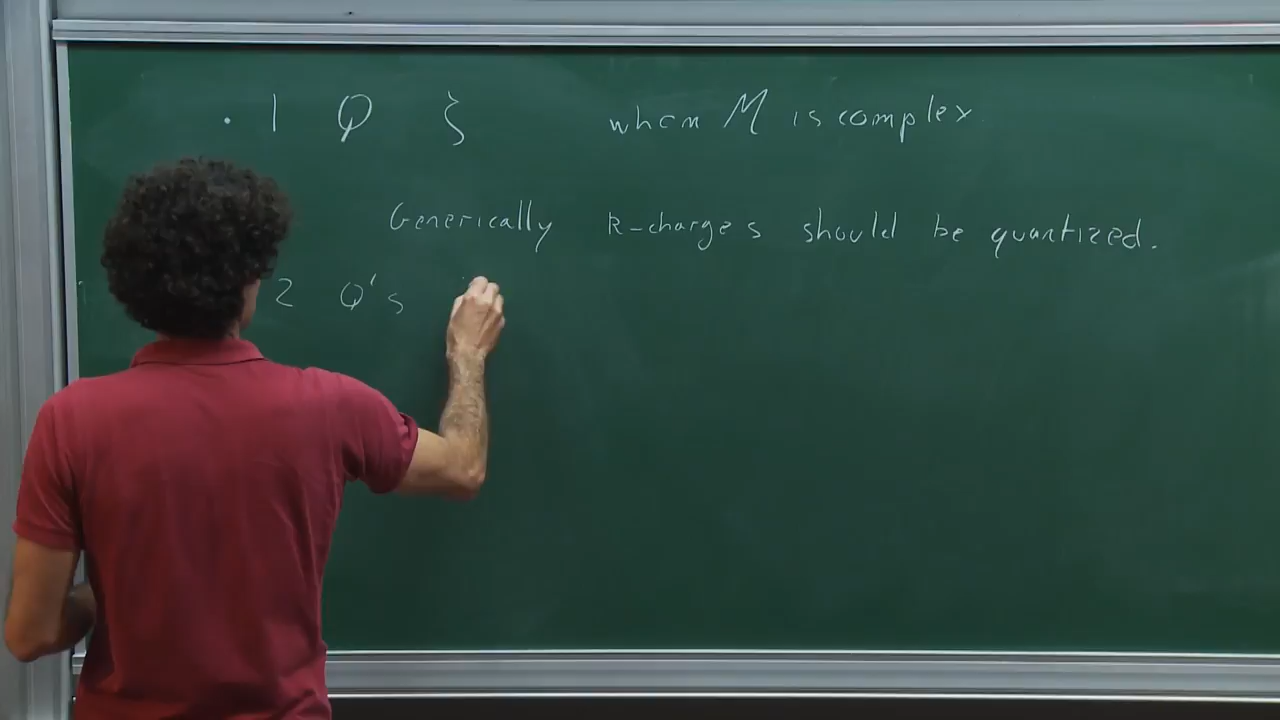 · 1 Q ζ when M is complex
Generically R-charges should be quantized.
2 Q's